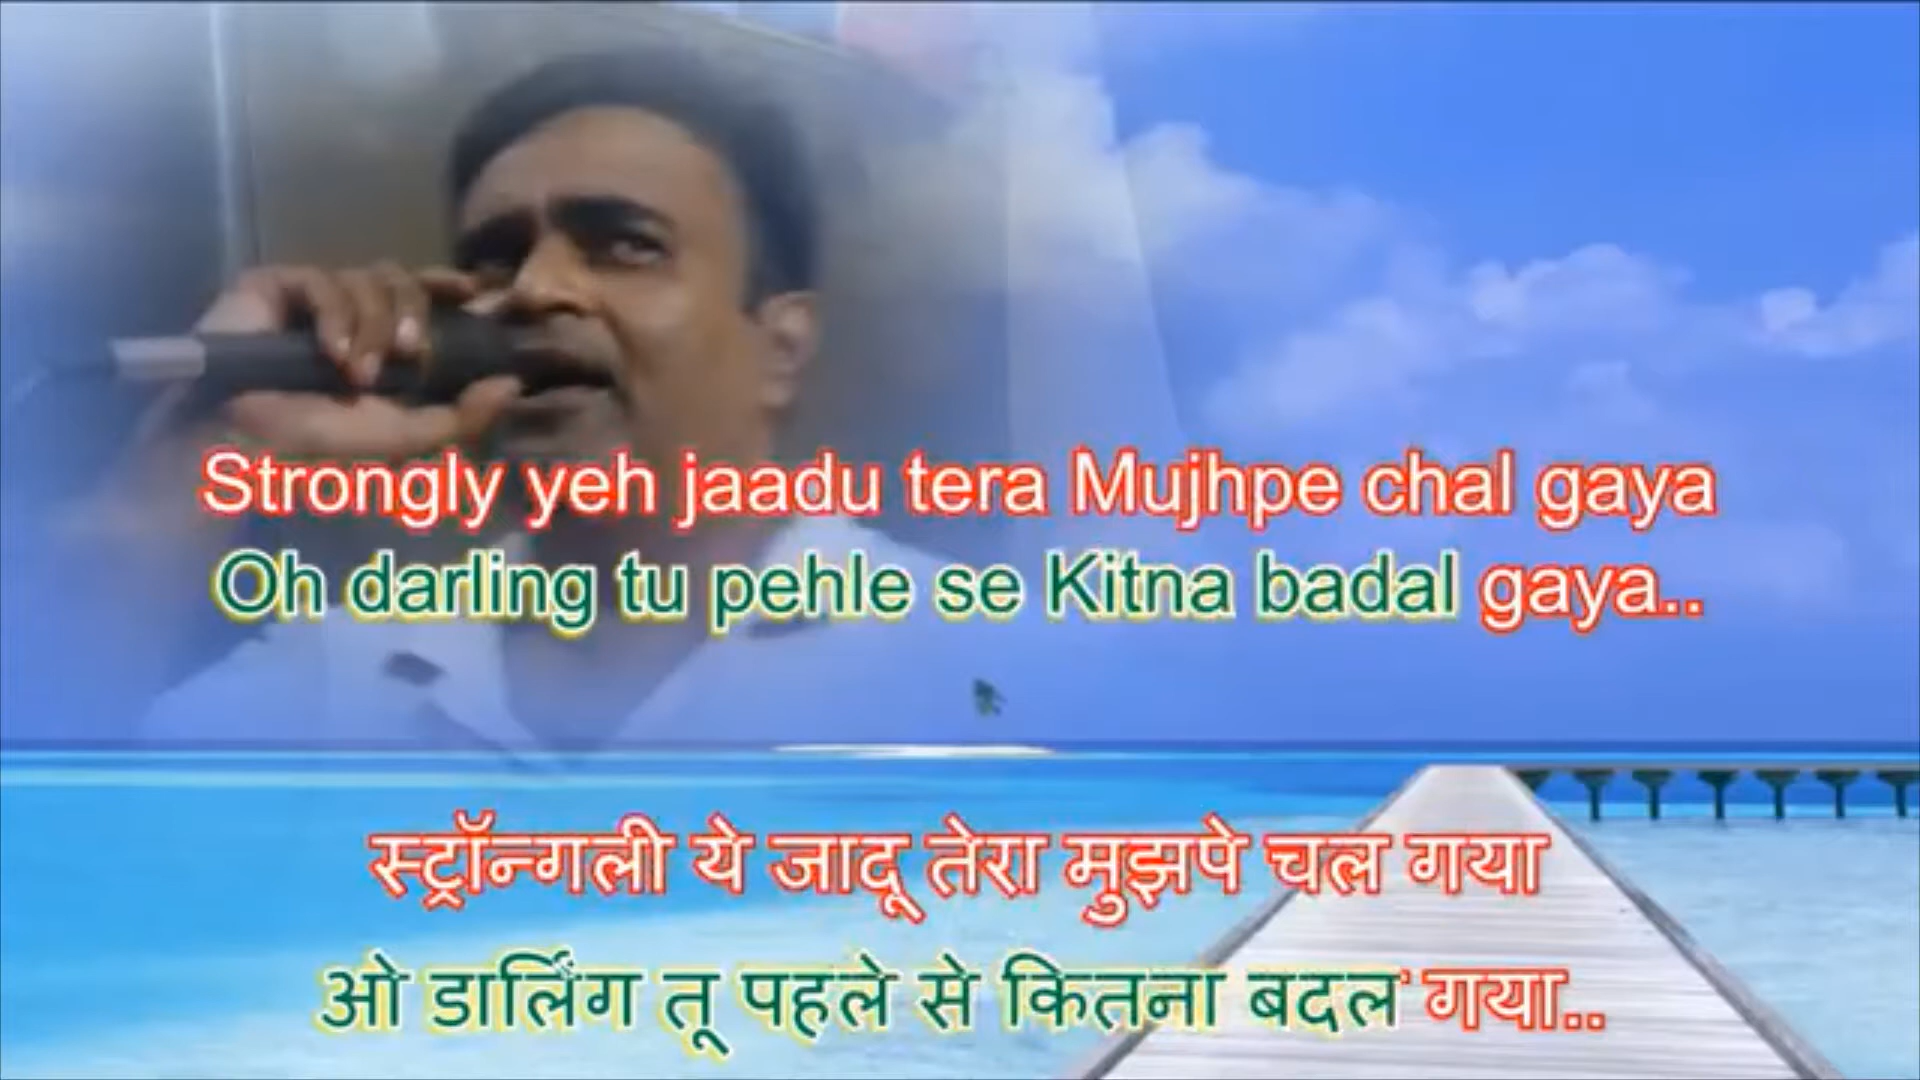 Strongly yeh jaadu tera Mujhpe chal gaya
Oh darling tu pehle se Kitna badal gaya..
स्ट्रॉन्गली ये जादू तेरा मुझपे चल गया
ओ डार्लिंग तू पहले से कितना बदल गया..